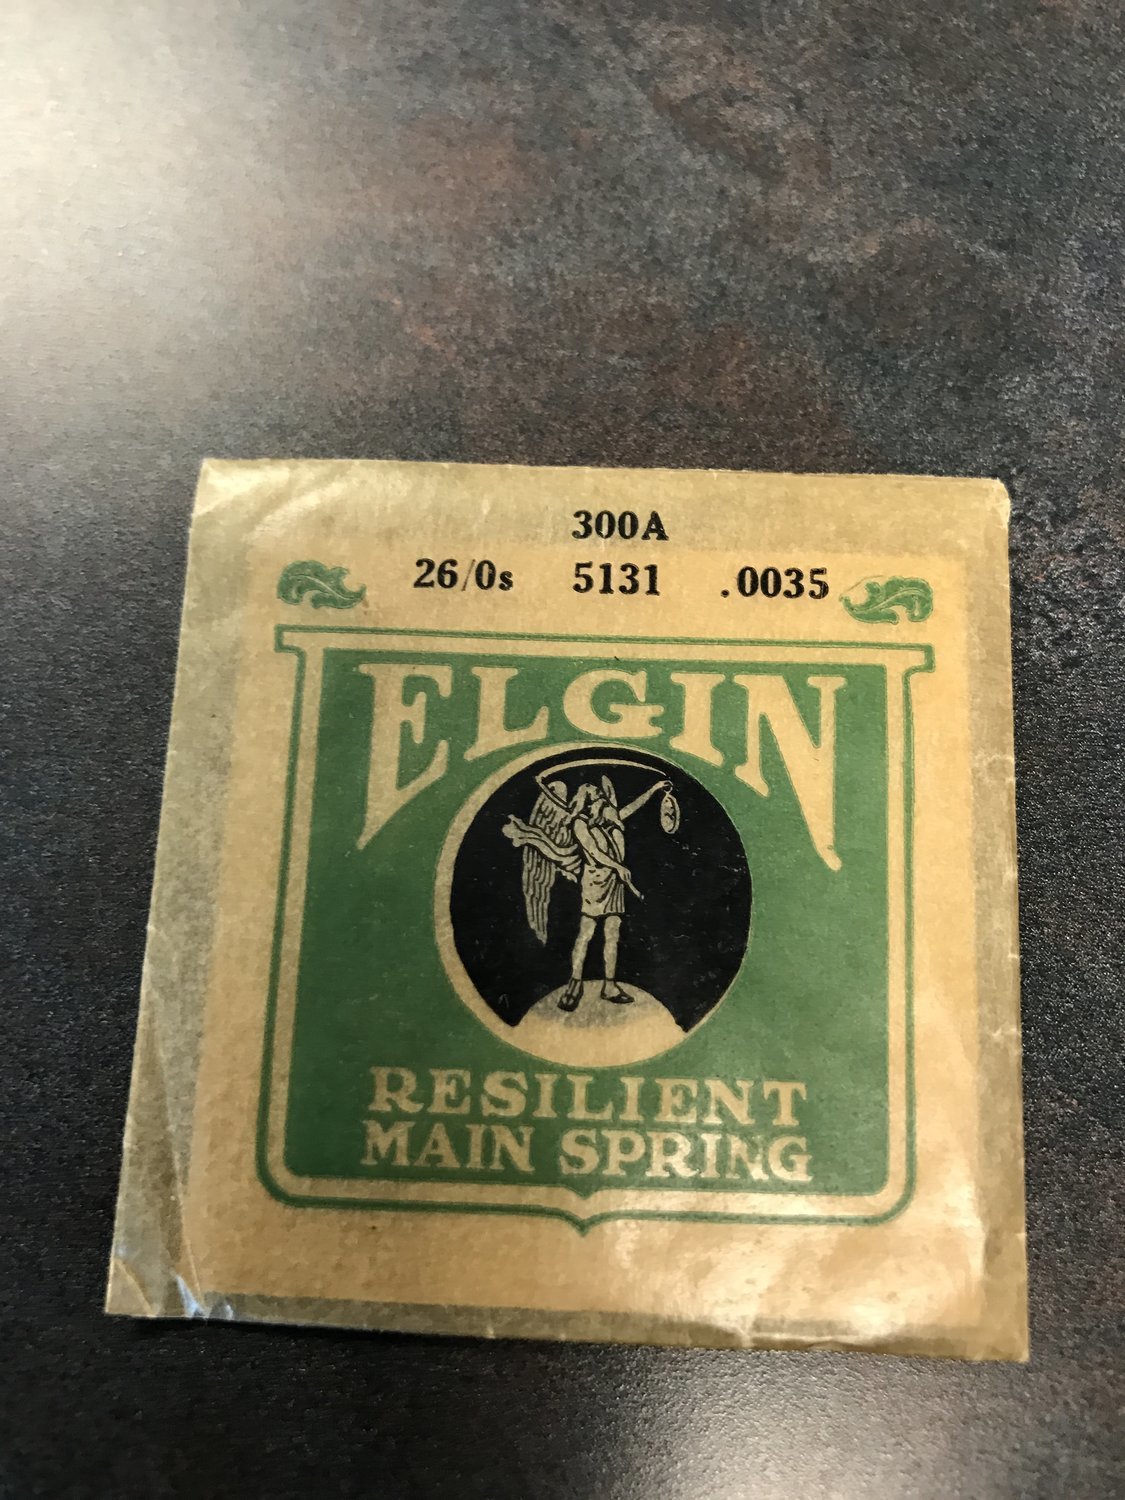 300A
26/0s 5131 .0035
ELGIN
RESILIENT
MAIN SPRING